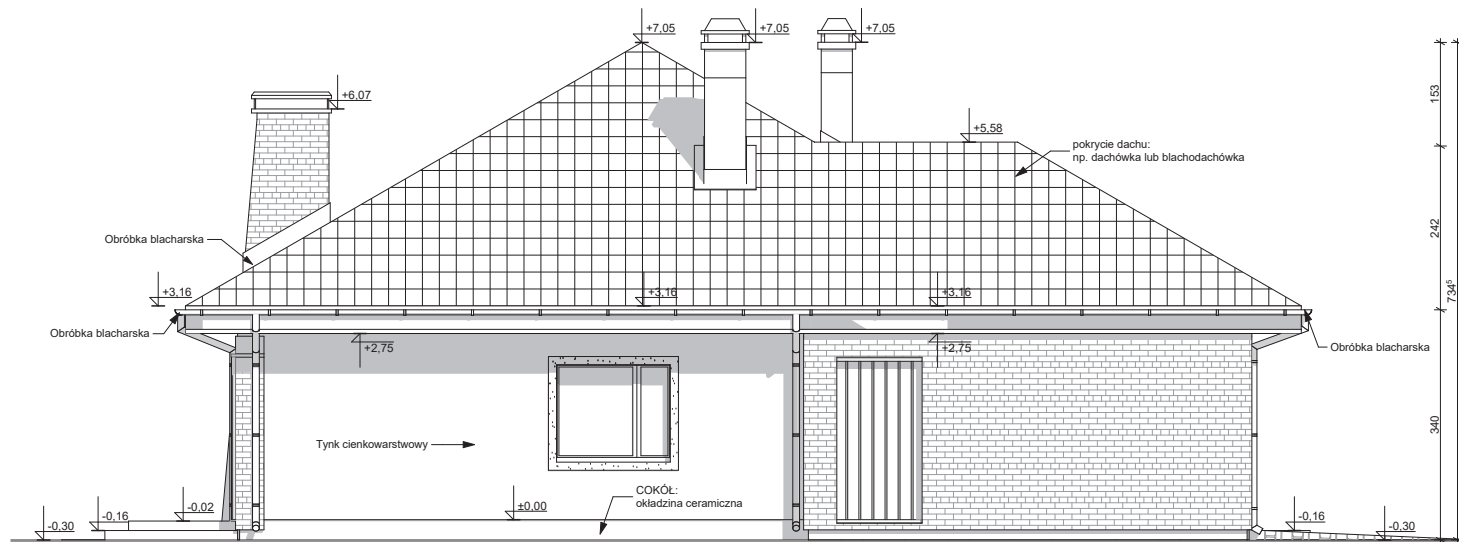 +7,05
+7,05
+7,05
+6,07
+5,58
pokrycie dachu:
np. dachówka lub blachodachówka
Obróbka blacharska
+3,16
+3,16
+3,16
Obróbka blacharska
+2,75
+2,75
Obróbka blacharska
Tynk cienkowarstwowy
COKÓŁ:
okładzina ceramiczna
±0,00
-0,02
-0,16
-0,30
-0,16
-0,30
153
242
340
734⁵